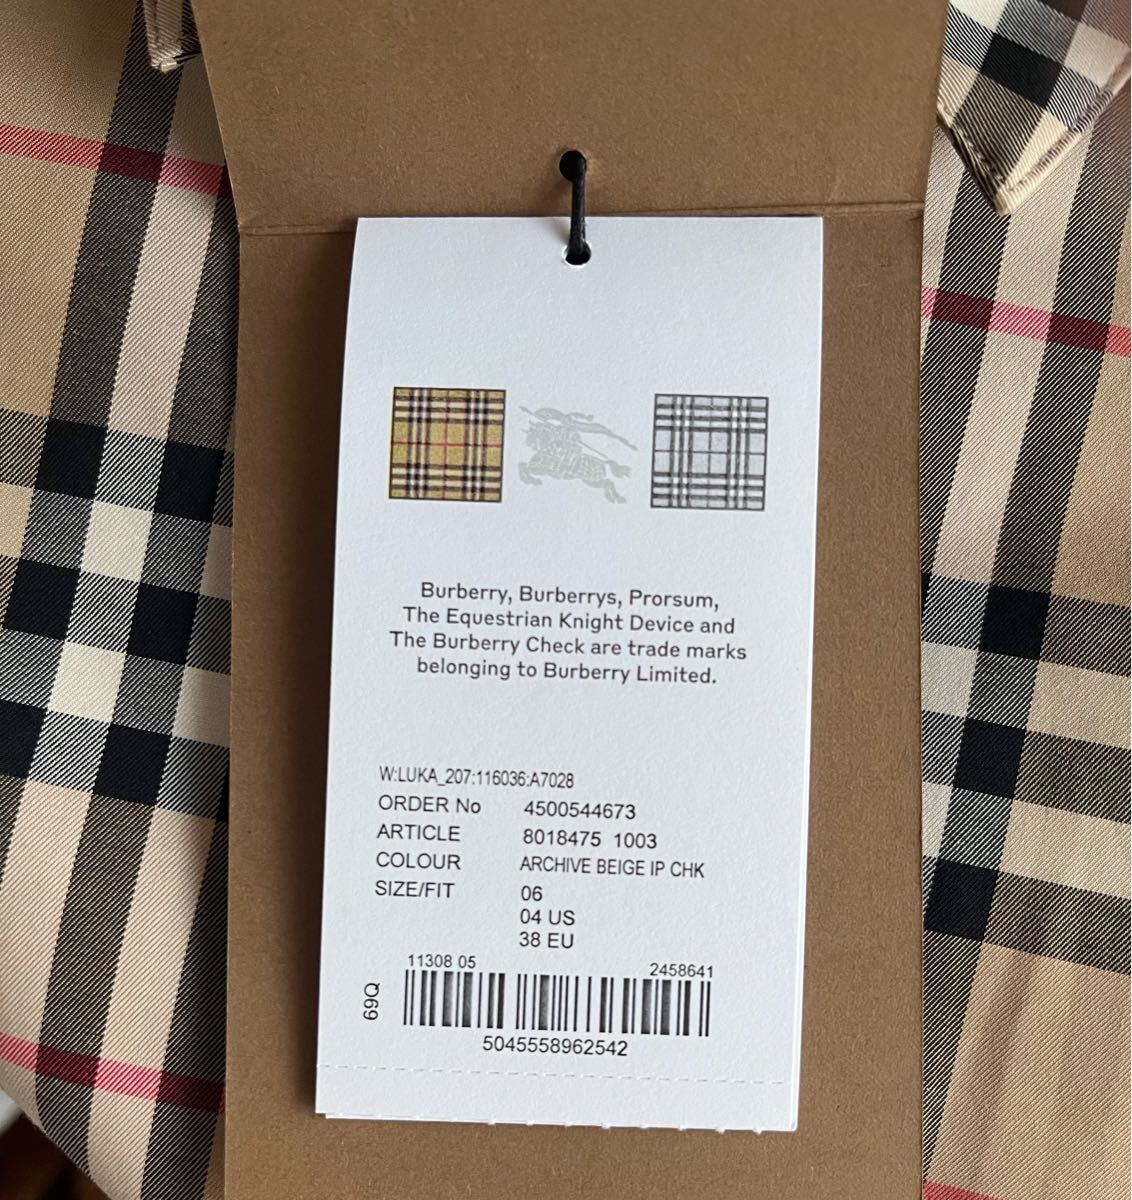 Burberry, Burberrys, Prorsum,
The Equestrian Knight Device and
The Burberry Check are trade marks
belonging to Burberry Limited.
W:LUKA_207:116036:A7028
ORDER No 4500544673
ARTICLE 8018475 1003
COLOUR ARCHIVE BEIGE IP CHK
SIZE/FIT 06
04 US
38 EU
11308 05 2458641
69Q
5045558962542